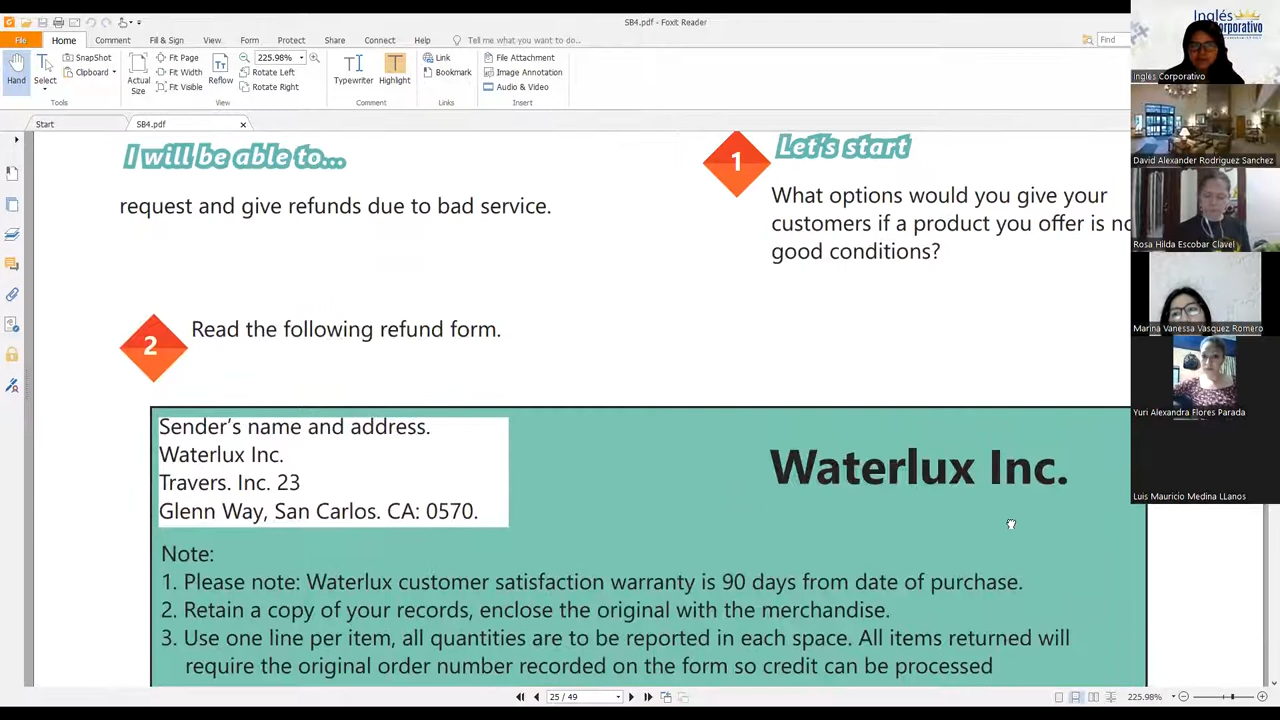 SB4.pdf - Foxit Reader
File Home Comment Fill & Sign View Form Protect Share Connect Help Tell me what you want to do... Find
Hand
Select
SnapShot
Clipboard
Actual Size
Fit Page
Fit Width
Fit Visible
Reflow
225.98%
Rotate Left
Rotate Right
Typewriter
Highlight
Link
Bookmark
File Attachment
Image Annotation
Audio & Video
Tools View Comment Links Insert
Start SB4.pdf
I will be able to...
request and give refunds due to bad service.
1 Let's start
What options would you give your
customers if a product you offer is
good conditions?
2 Read the following refund form.
Sender's name and address.
Waterlux Inc.
Travers. Inc. 23
Glenn Way, San Carlos. CA: 0570.
Waterlux Inc.
Note:
1. Please note: Waterlux customer satisfaction warranty is 90 days from date of purchase.
2. Retain a copy of your records, enclose the original with the merchandise.
3. Use one line per item, all quantities are to be reported in each space. All items returned will
require the original order number recorded on the form so credit can be processed
25 / 49
225.98%
Inglés
Corporativo
Inglés Corporativo
David Alexander Rodriguez Sanchez
Rosa Hilda Escobar Clavel
Marina Vanessa Vasquez Romero
Yuri Alexandra Flores Parada
Luis Mauricio Medina LLanos